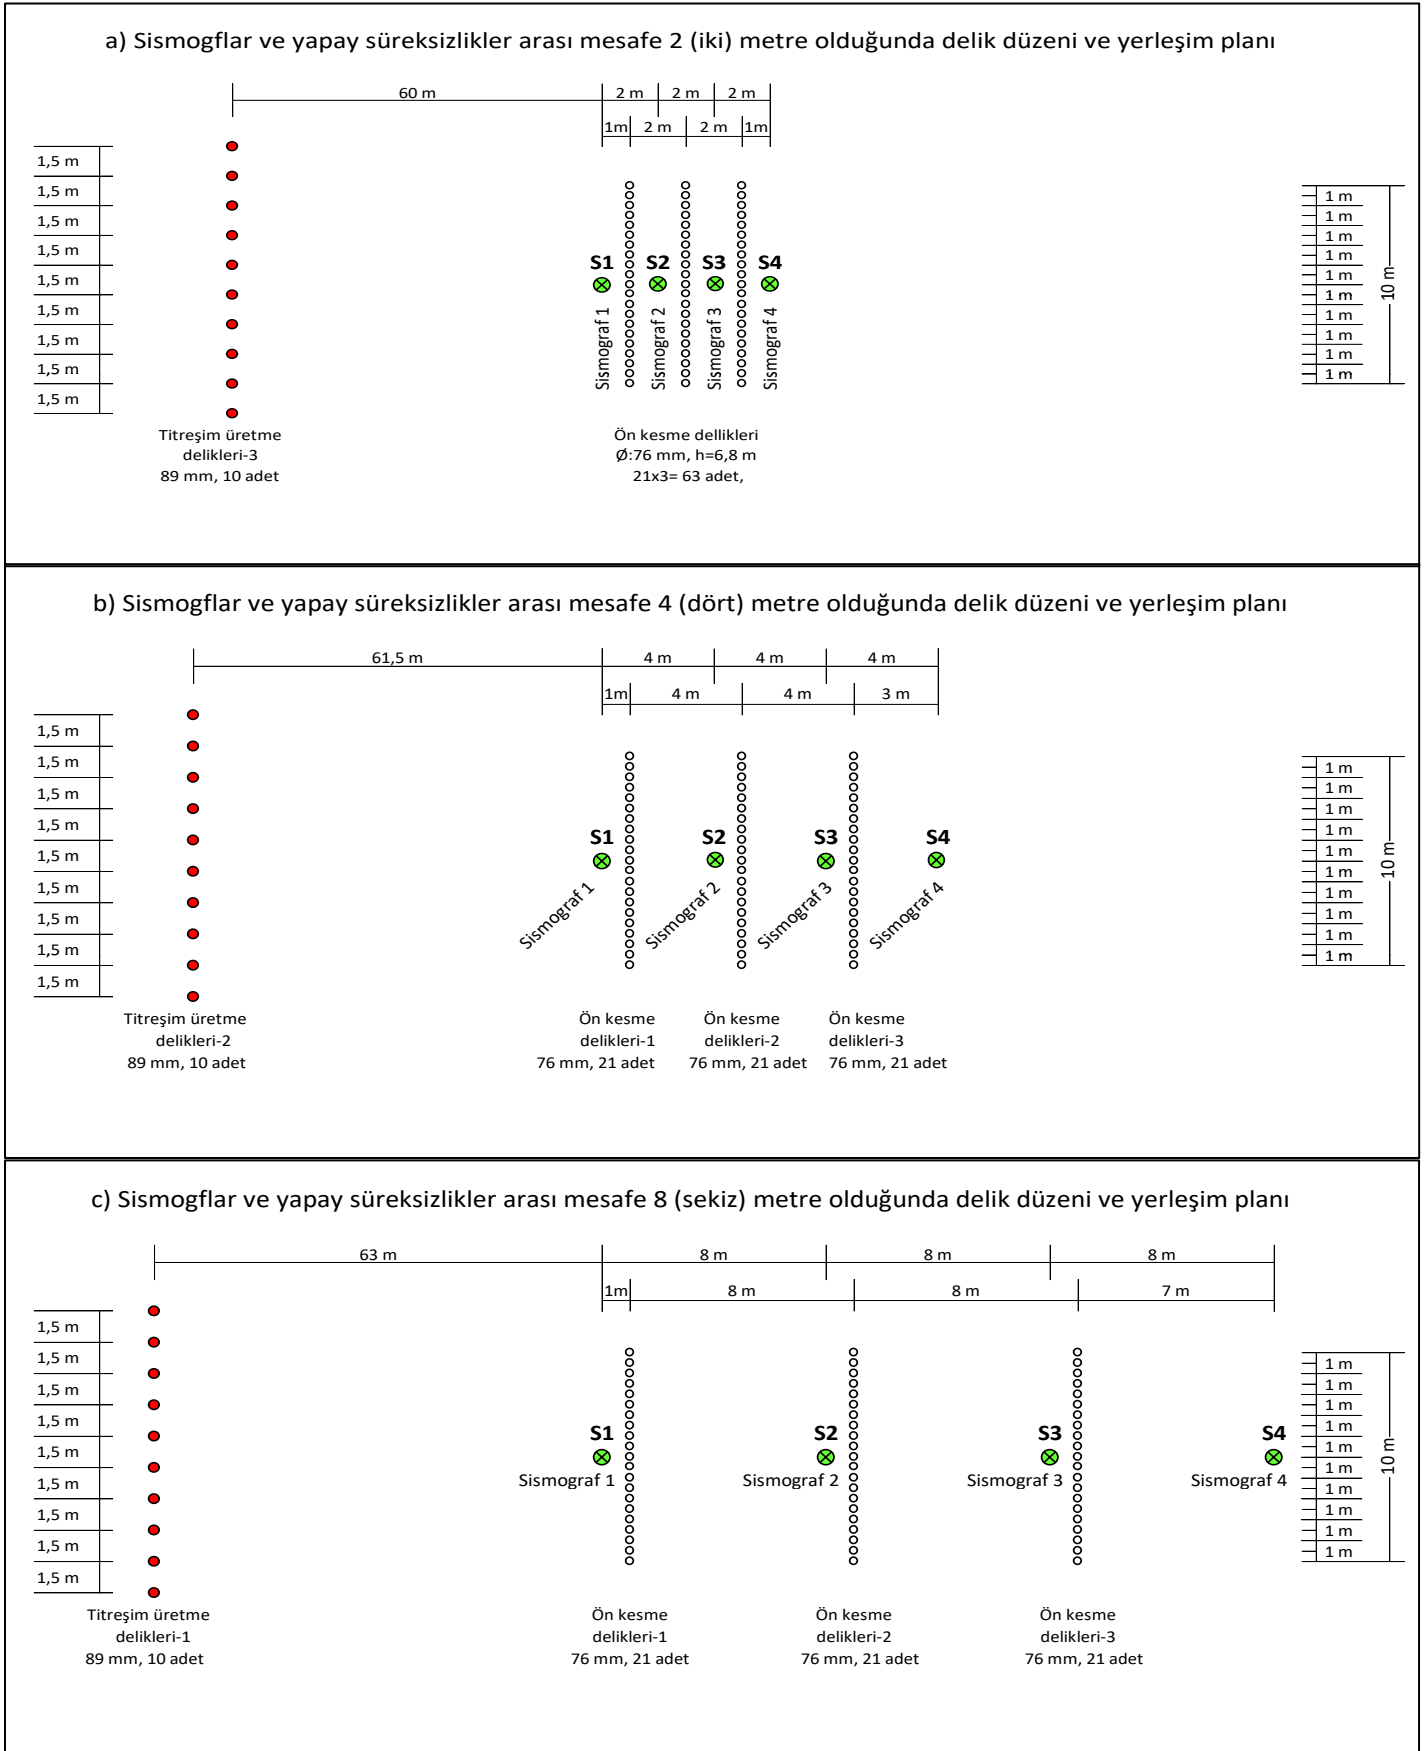 a) Sismogflar ve yapay süreksizlikler arası mesafe 2 (iki) metre olduğunda delik düzeni ve yerleşim planı
60 m
2 m
2 m
2 m
1m
2 m
2 m
1m
1,5 m
1,5 m
1,5 m
1,5 m
1,5 m
1,5 m
1,5 m
1,5 m
1,5 m
S1
S2
S3
S4
Sismograf 1
Sismograf 2
Sismograf 3
Sismograf 4
1 m
1 m
1 m
1 m
1 m
1 m
1 m
1 m
1 m
1 m
10 m
Titreşim üretme
delikleri-3
89 mm, 10 adet
Ön kesme dellikleri
Ø:76 mm, h=6,8 m
21x3= 63 adet,
b) Sismogflar ve yapay süreksizlikler arası mesafe 4 (dört) metre olduğunda delik düzeni ve yerleşim planı
61,5 m
4 m
4 m
4 m
1m
4 m
4 m
3 m
1,5 m
1,5 m
1,5 m
1,5 m
1,5 m
1,5 m
1,5 m
1,5 m
1,5 m
S1
S2
S3
S4
Sismograf 1
Sismograf 2
Sismograf 3
Sismograf 4
1 m
1 m
1 m
1 m
1 m
1 m
1 m
1 m
1 m
1 m
10 m
Titreşim üretme
delikleri-2
89 mm, 10 adet
Ön kesme
delikleri-1
76 mm, 21 adet
Ön kesme
delikleri-2
76 mm, 21 adet
Ön kesme
delikleri-3
76 mm, 21 adet
c) Sismogflar ve yapay süreksizlikler arası mesafe 8 (sekiz) metre olduğunda delik düzeni ve yerleşim planı
63 m
8 m
8 m
8 m
1m
8 m
8 m
7 m
1,5 m
1,5 m
1,5 m
1,5 m
1,5 m
1,5 m
1,5 m
1,5 m
1,5 m
S1
S2
S3
S4
Sismograf 1
Sismograf 2
Sismograf 3
Sismograf 4
1 m
1 m
1 m
1 m
1 m
1 m
1 m
1 m
1 m
1 m
10 m
Titreşim üretme
delikleri-1
89 mm, 10 adet
Ön kesme
delikleri-1
76 mm, 21 adet
Ön kesme
delikleri-2
76 mm, 21 adet
Ön kesme
delikleri-3
76 mm, 21 adet